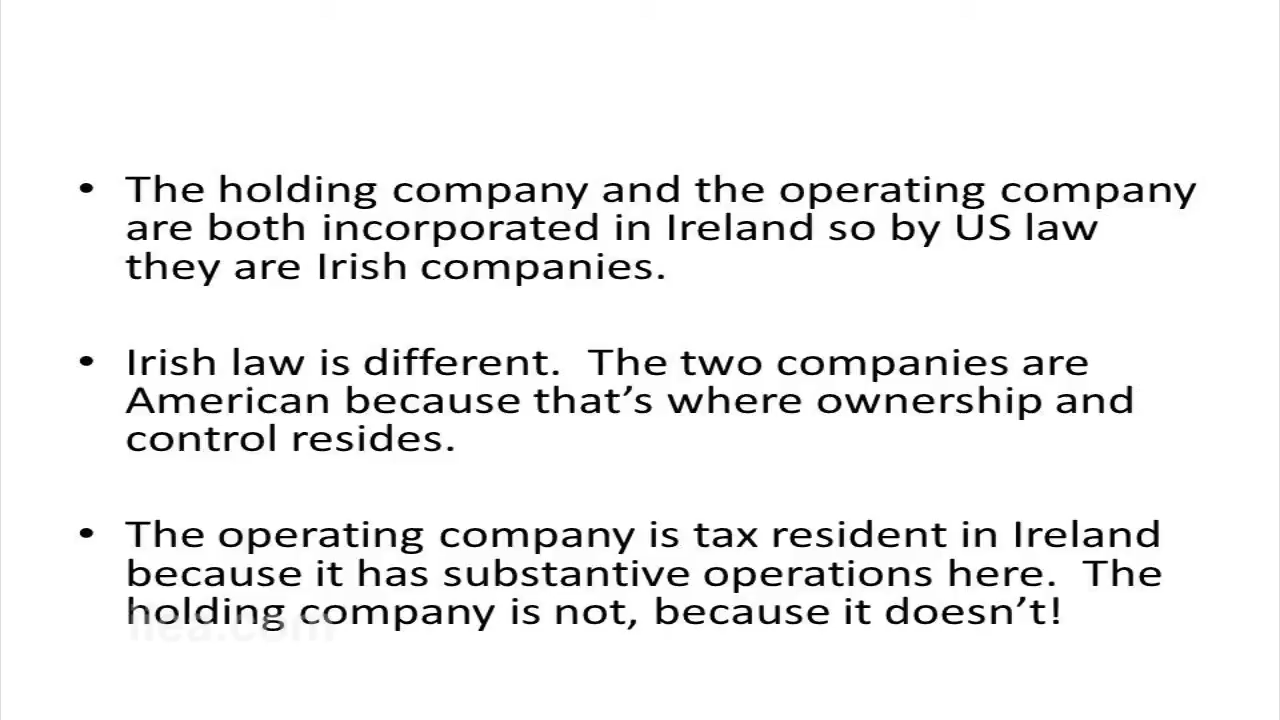 • The holding company and the operating company
are both incorporated in Ireland so by US law
they are Irish companies.
• Irish law is different.  The two companies are
American because that’s where ownership and
control resides.
• The operating company is tax resident in Ireland
because it has substantive operations here.  The
holding company is not, because it doesn’t!
iiea.com